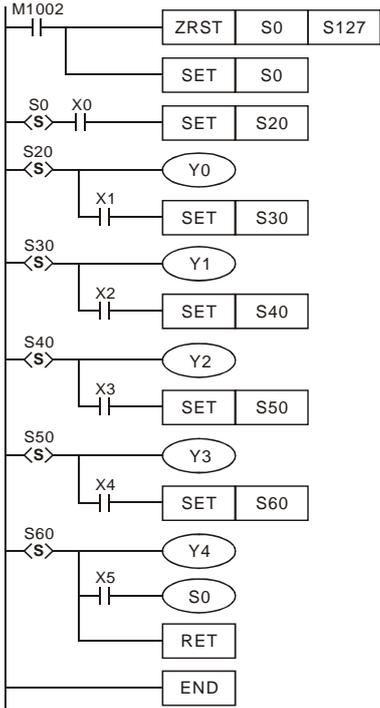 M1002
ZRST S0 S127
SET S0
S0 X0
S SET S20
S20
S Y0
X1
SET S30
S30
S Y1
X2
SET S40
S40
S Y2
X3
SET S50
S50
S Y3
X4
SET S60
S60
S Y4
X5
S0
RET
END